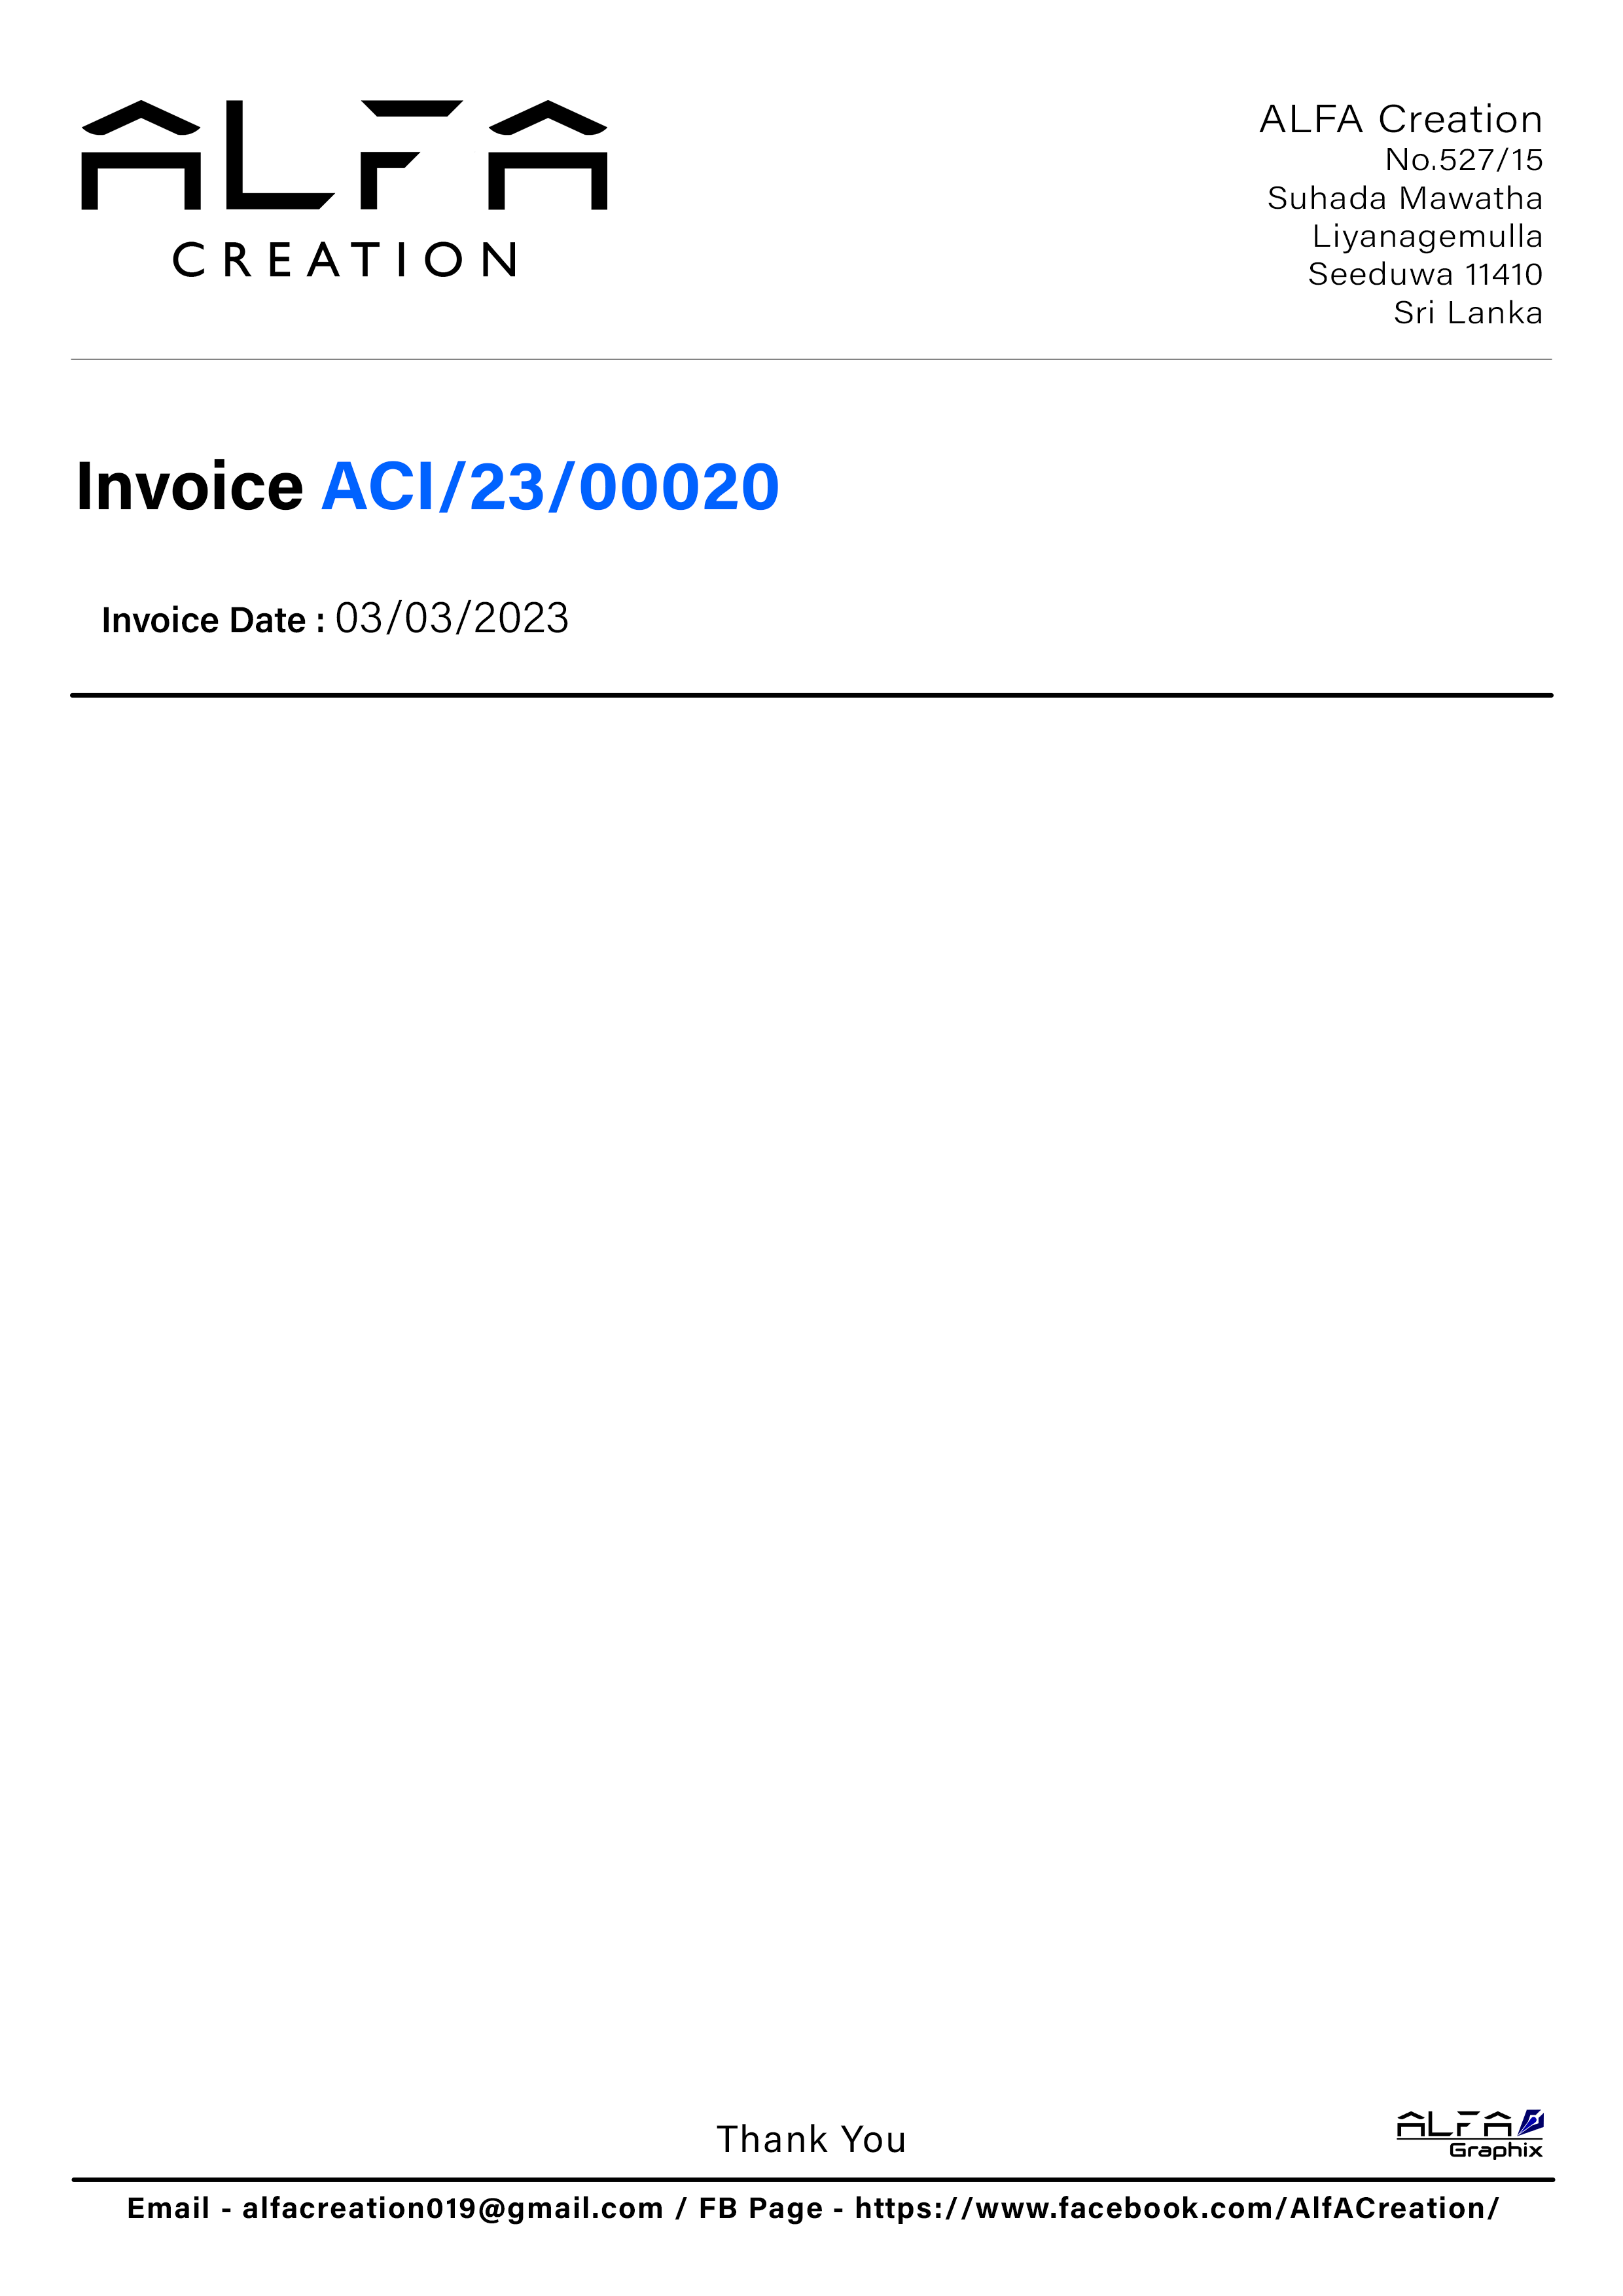 ALFA
CREATION
ALFA Creation
No.527/15
Suhada Mawatha
Liyanagemulla
Seeduwa 11410
Sri Lanka
Invoice ACI/23/00020
Invoice Date : 03/03/2023
Thank You
ALFA
Graphix
Email - alfacreation019@gmail.com / FB Page - https://www.facebook.com/AlfACreation/